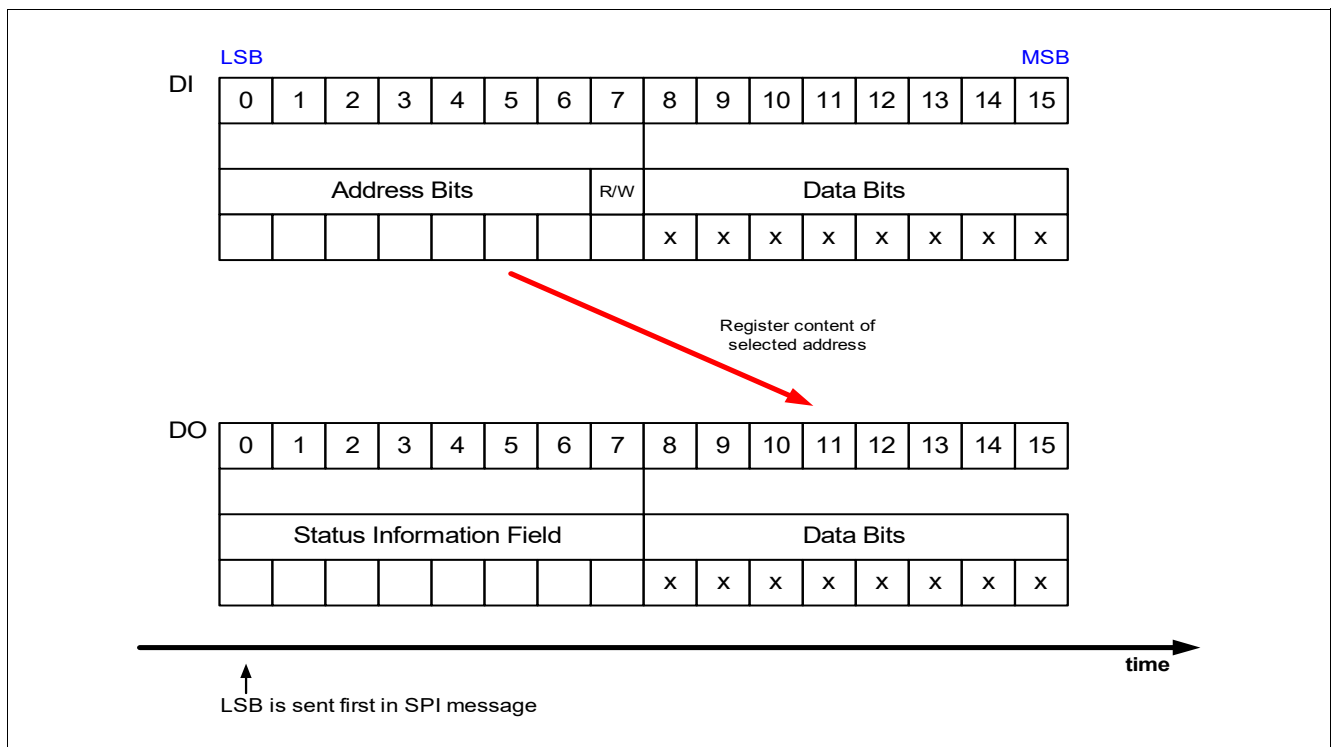 LSB MSB
DI 0 1 2 3 4 5 6 7 8 9 10 11 12 13 14 15
Address Bits R/W Data Bits
x x x x x x x x
Register content of
selected address
DO 0 1 2 3 4 5 6 7 8 9 10 11 12 13 14 15
Status Information Field Data Bits
x x x x x x x x
time
LSB is sent first in SPI message